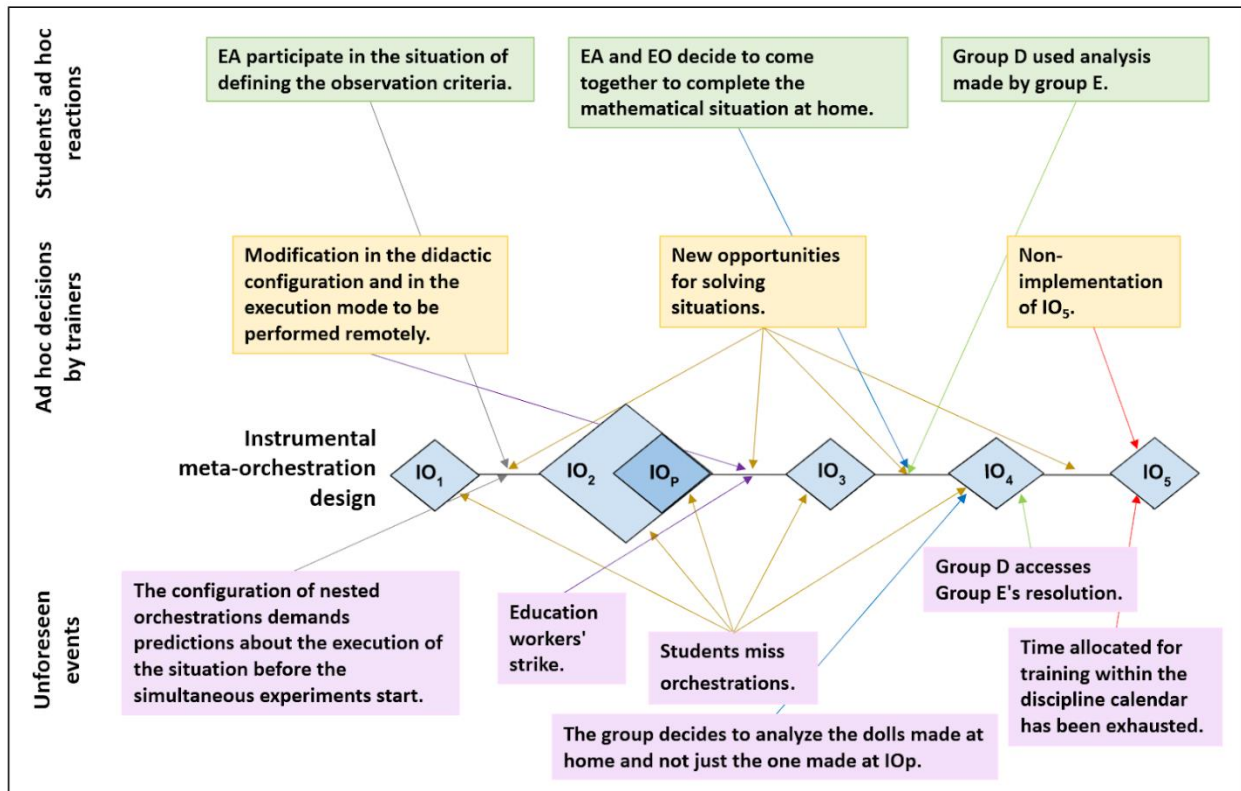 Students' ad hoc
reactions
EA participate in the situation of
defining the observation criteria.
EA and EO decide to come
together to complete the
mathematical situation at home.
Group D used analysis
made by group E.
Ad hoc decisions
by trainers
Modification in the didactic
configuration and in the
execution mode to be
performed remotely.
New opportunities
for solving
situations.
Non-
implementation
of IO₅.
Instrumental
meta-orchestration
design
IO₁
IO₂
IOₚ
IO₃
IO₄
IO₅
Unforeseen
events
The configuration of nested
orchestrations demands
predictions about the execution of
the situation before the
simultaneous experiments start.
Education
workers'
strike.
Students miss
orchestrations.
Group D accesses
Group E's resolution.
The group decides to analyze the dolls made at
home and not just the one made at IOp.
Time allocated for
training within the
discipline calendar
has been exhausted.